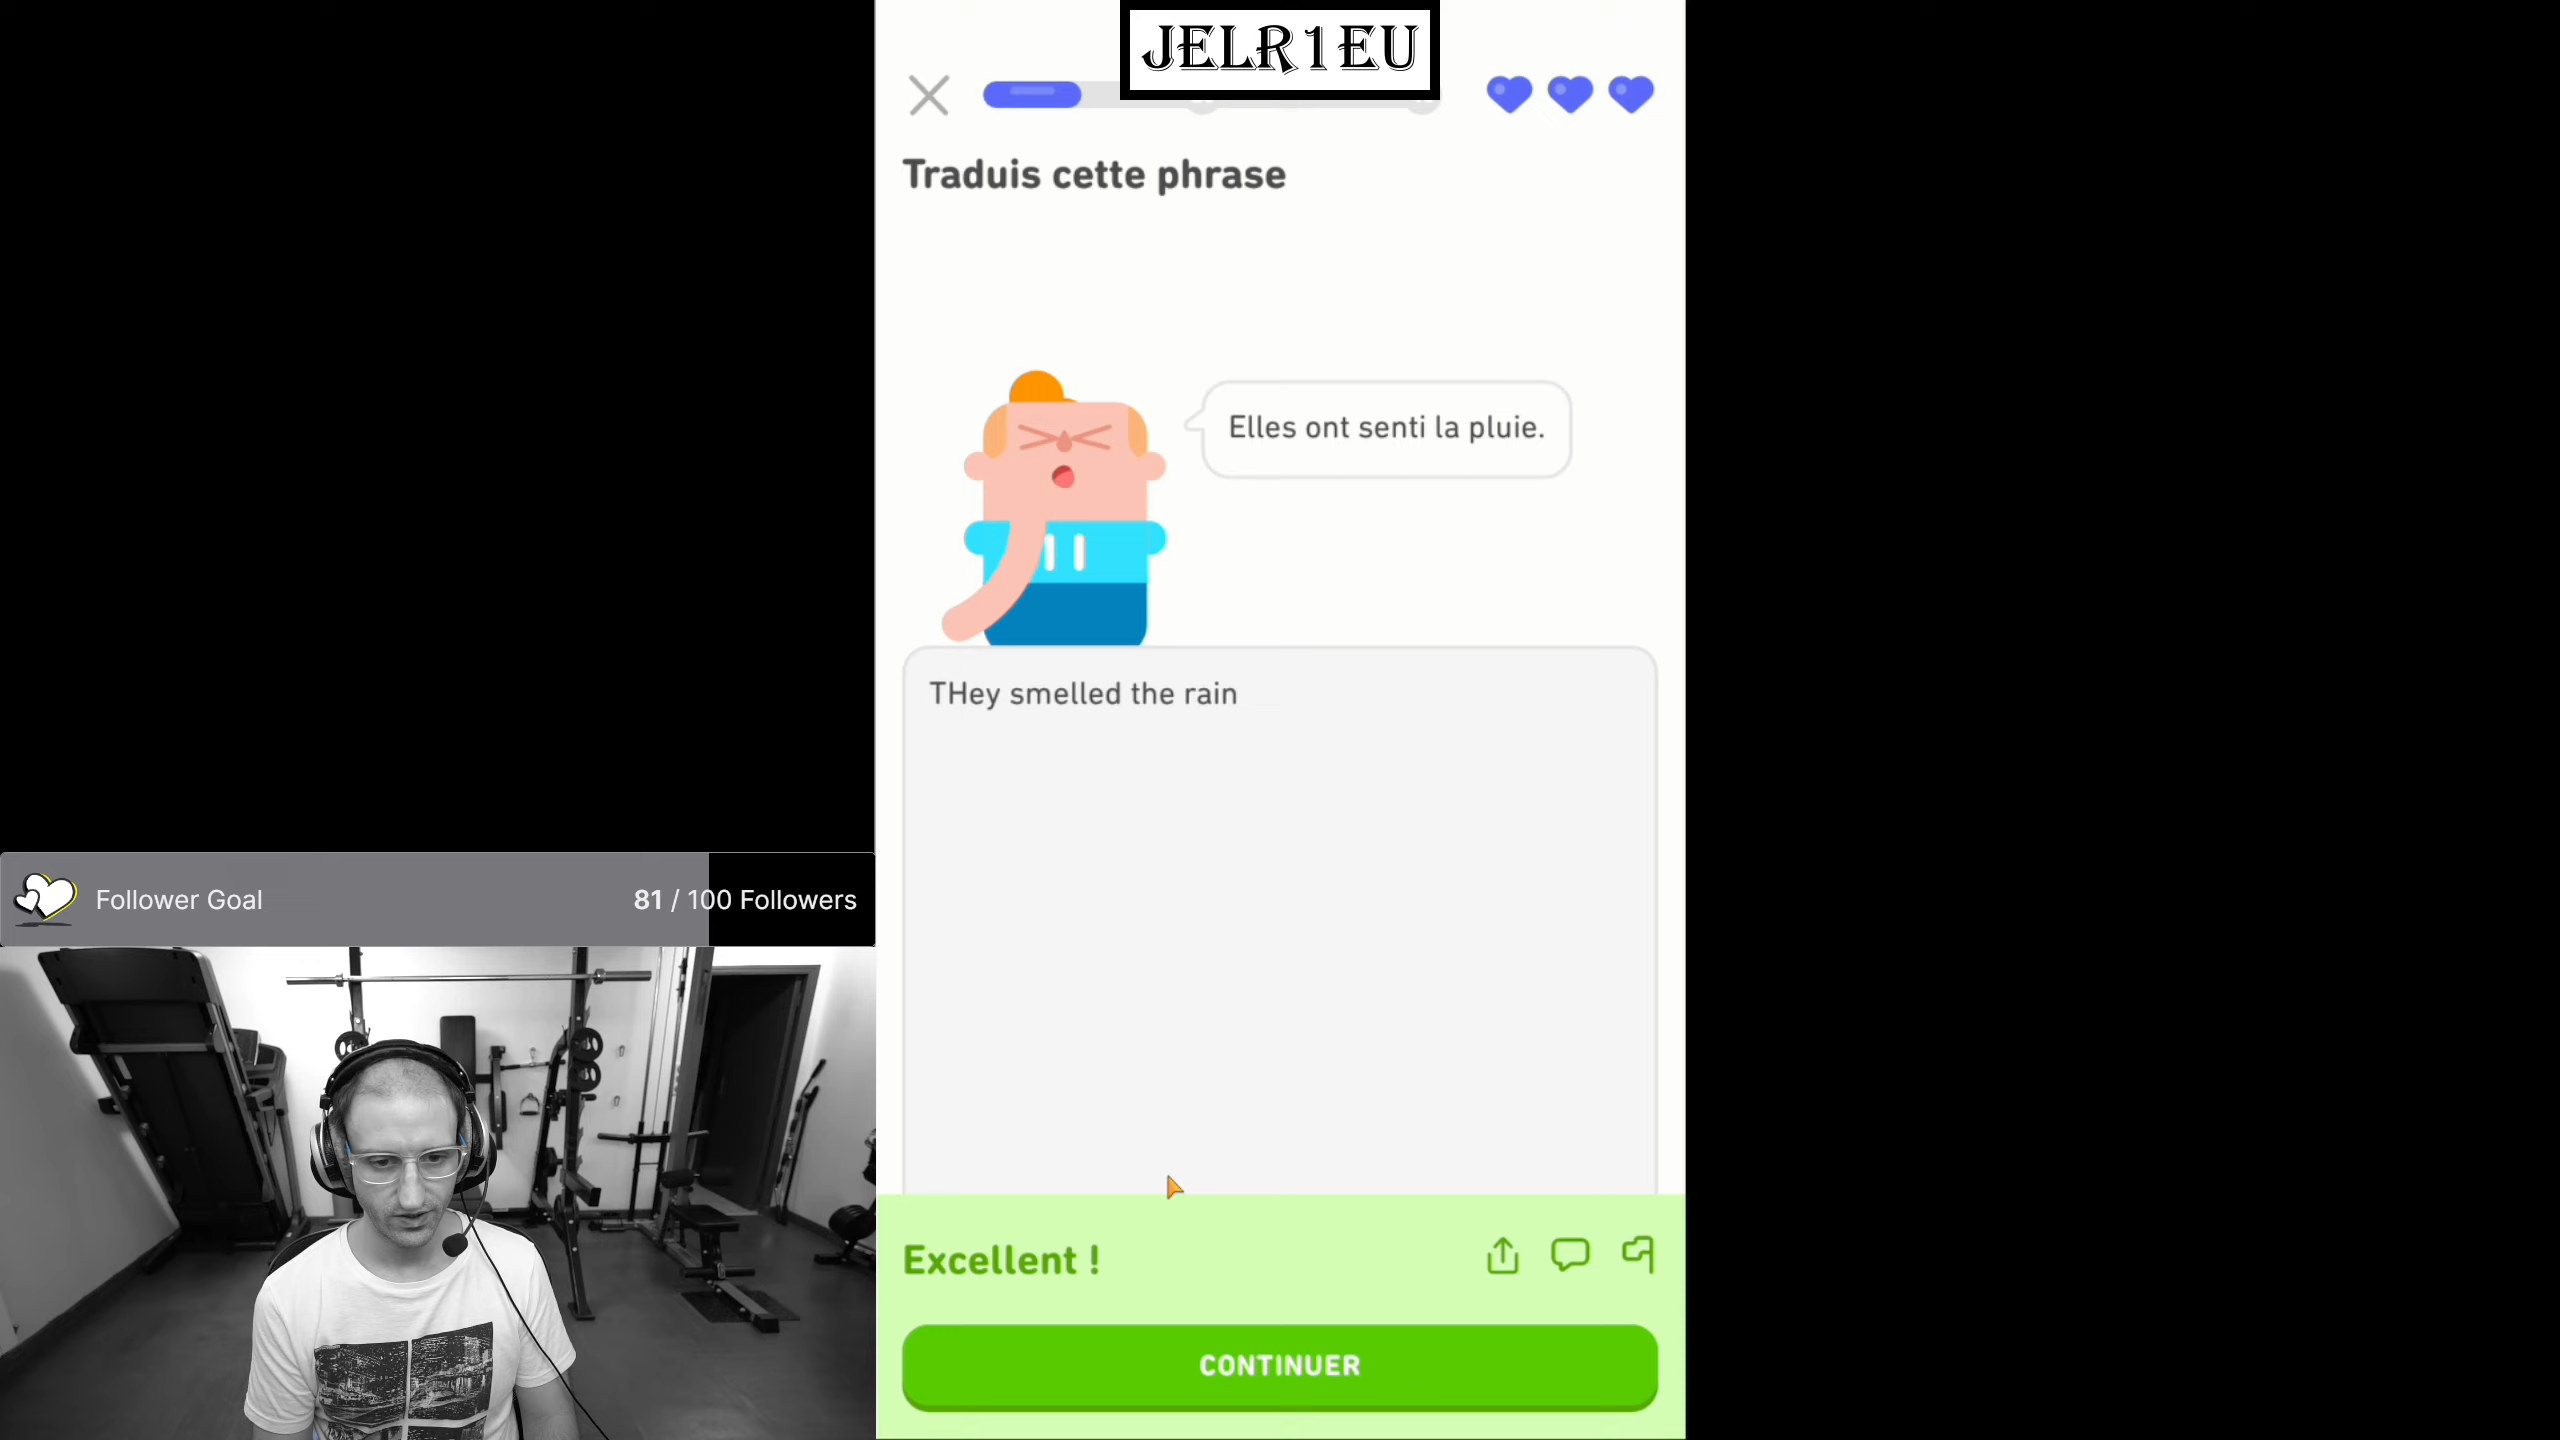 JELR1EU
Traduis cette phrase
Elles ont senti la pluie.
THey smelled the rain
Follower Goal
81 / 100 Followers
Excellent !
CONTINUER